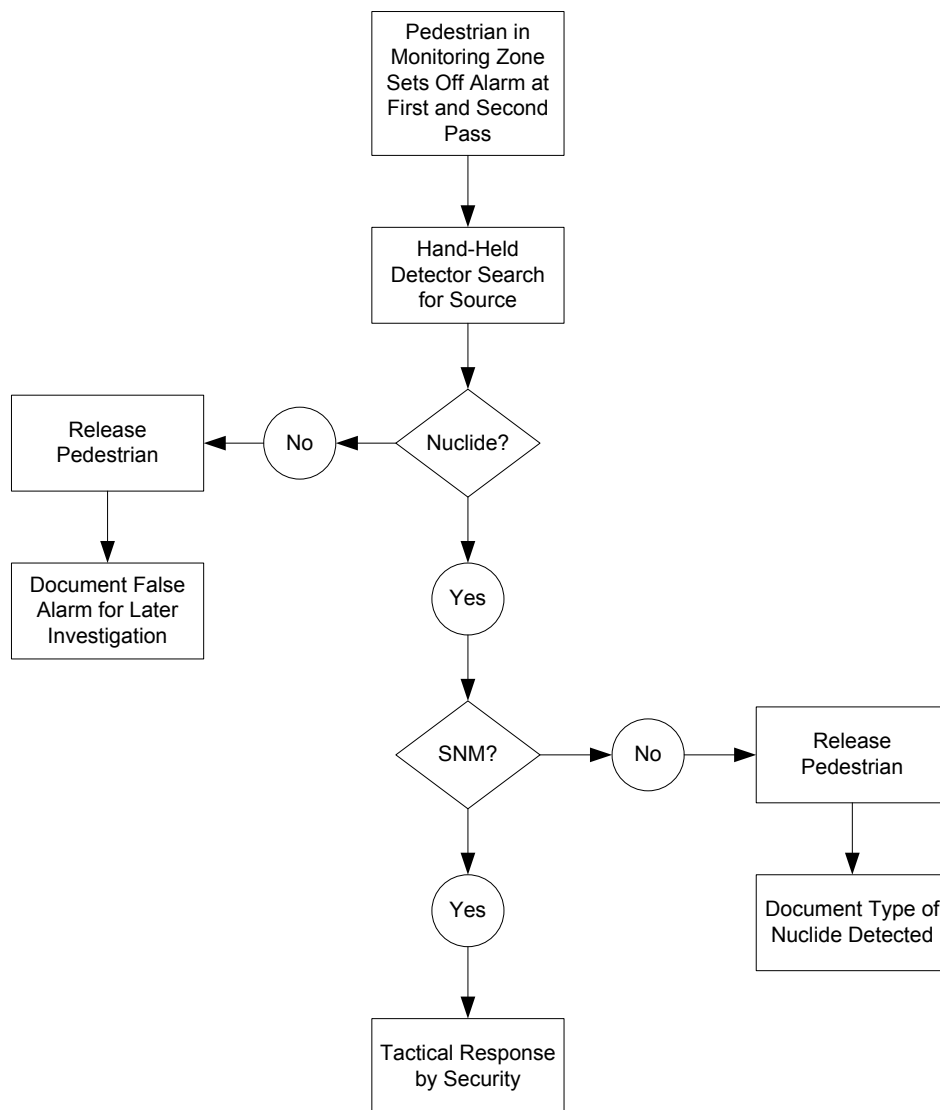 Pedestrian in
Monitoring Zone
Sets Off Alarm at
First and Second
Pass
Hand-Held
Detector Search
for Source
Nuclide?
No
Release
Pedestrian
Document False
Alarm for Later
Investigation
Yes
SNM?
No
Release
Pedestrian
Document Type of
Nuclide Detected
Yes
Tactical Response
by Security